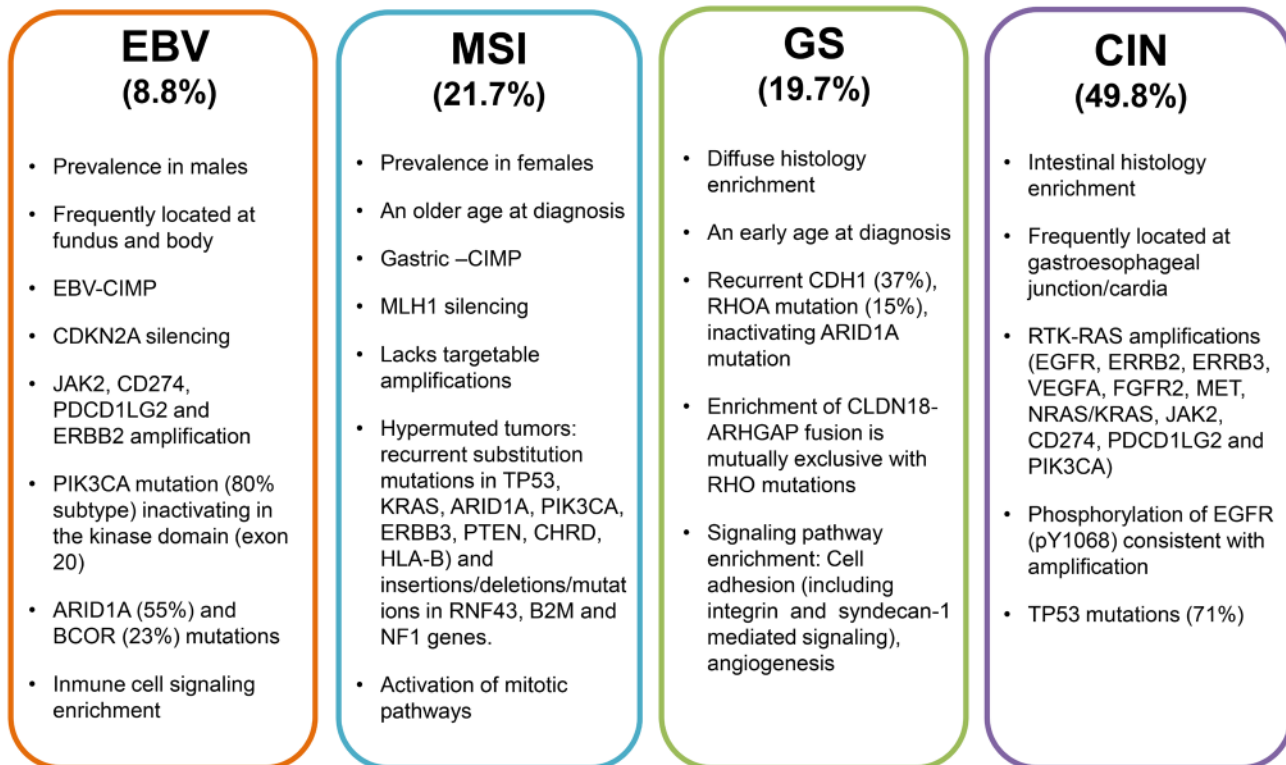 EBV
(8.8%)
• Prevalence in males
• Frequently located at
fundus and body
• EBV-CIMP
• CDKN2A silencing
• JAK2, CD274,
PDCD1LG2 and
ERBB2 amplification
• PIK3CA mutation (80%
subtype) inactivating in
the kinase domain (exon
20)
• ARID1A (55%) and
BCOR (23%) mutations
• Inmune cell signaling
enrichment
MSI
(21.7%)
• Prevalence in females
• An older age at diagnosis
• Gastric –CIMP
• MLH1 silencing
• Lacks targetable
amplifications
• Hypermuted tumors:
recurrent substitution
mutations in TP53,
KRAS, ARID1A, PIK3CA,
ERBB3, PTEN, CHRD,
HLA-B) and
insertions/deletions/mutat
ions in RNF43, B2M and
NF1 genes.
• Activation of mitotic
pathways
GS
(19.7%)
• Diffuse histology
enrichment
• An early age at diagnosis
• Recurrent CDH1 (37%),
RHOA mutation (15%),
inactivating ARID1A
mutation
• Enrichment of CLDN18-
ARHGAP fusion is
mutually exclusive with
RHO mutations
• Signaling pathway
enrichment: Cell
adhesion (including
integrin and syndecan-1
mediated signaling),
angiogenesis
CIN
(49.8%)
• Intestinal histology
enrichment
• Frequently located at
gastroesophageal
junction/cardia
• RTK-RAS amplifications
(EGFR, ERRB2, ERRB3,
VEGFA, FGFR2, MET,
NRAS/KRAS, JAK2,
CD274, PDCD1LG2 and
PIK3CA)
• Phosphorylation of EGFR
(pY1068) consistent with
amplification
• TP53 mutations (71%)